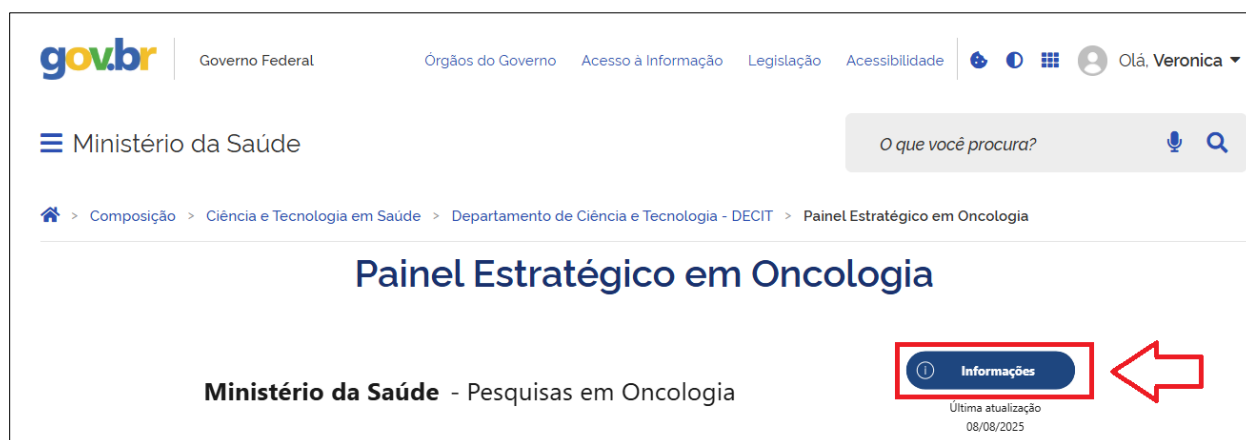 gov.br Governo Federal Órgãos do Governo Acesso à Informação Legislação Acessibilidade Olá, Veronica
Ministério da Saúde O que você procura?
> Composição > Ciência e Tecnologia em Saúde > Departamento de Ciência e Tecnologia - DECIT > Painel Estratégico em Oncologia
Painel Estratégico em Oncologia
Informações
Ministério da Saúde - Pesquisas em Oncologia
Última atualização
08/08/2025